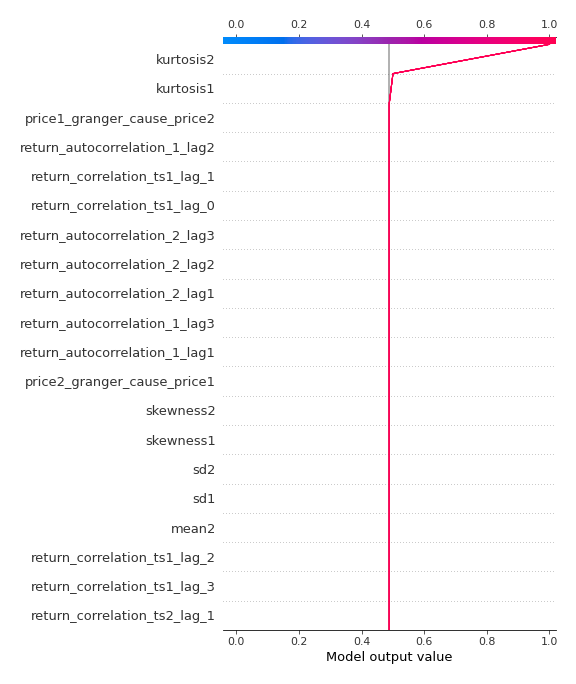 0.0 0.2 0.4 0.6 0.8 1.0
kurtosis2
kurtosis1
price1_granger_cause_price2
return_autocorrelation_1_lag2
return_correlation_ts1_lag_1
return_correlation_ts1_lag_0
return_autocorrelation_2_lag3
return_autocorrelation_2_lag2
return_autocorrelation_2_lag1
return_autocorrelation_1_lag3
return_autocorrelation_1_lag1
price2_granger_cause_price1
skewness2
skewness1
sd2
sd1
mean2
return_correlation_ts1_lag_2
return_correlation_ts1_lag_3
return_correlation_ts2_lag_1
0.0 0.2 0.4 0.6 0.8 1.0
Model output value